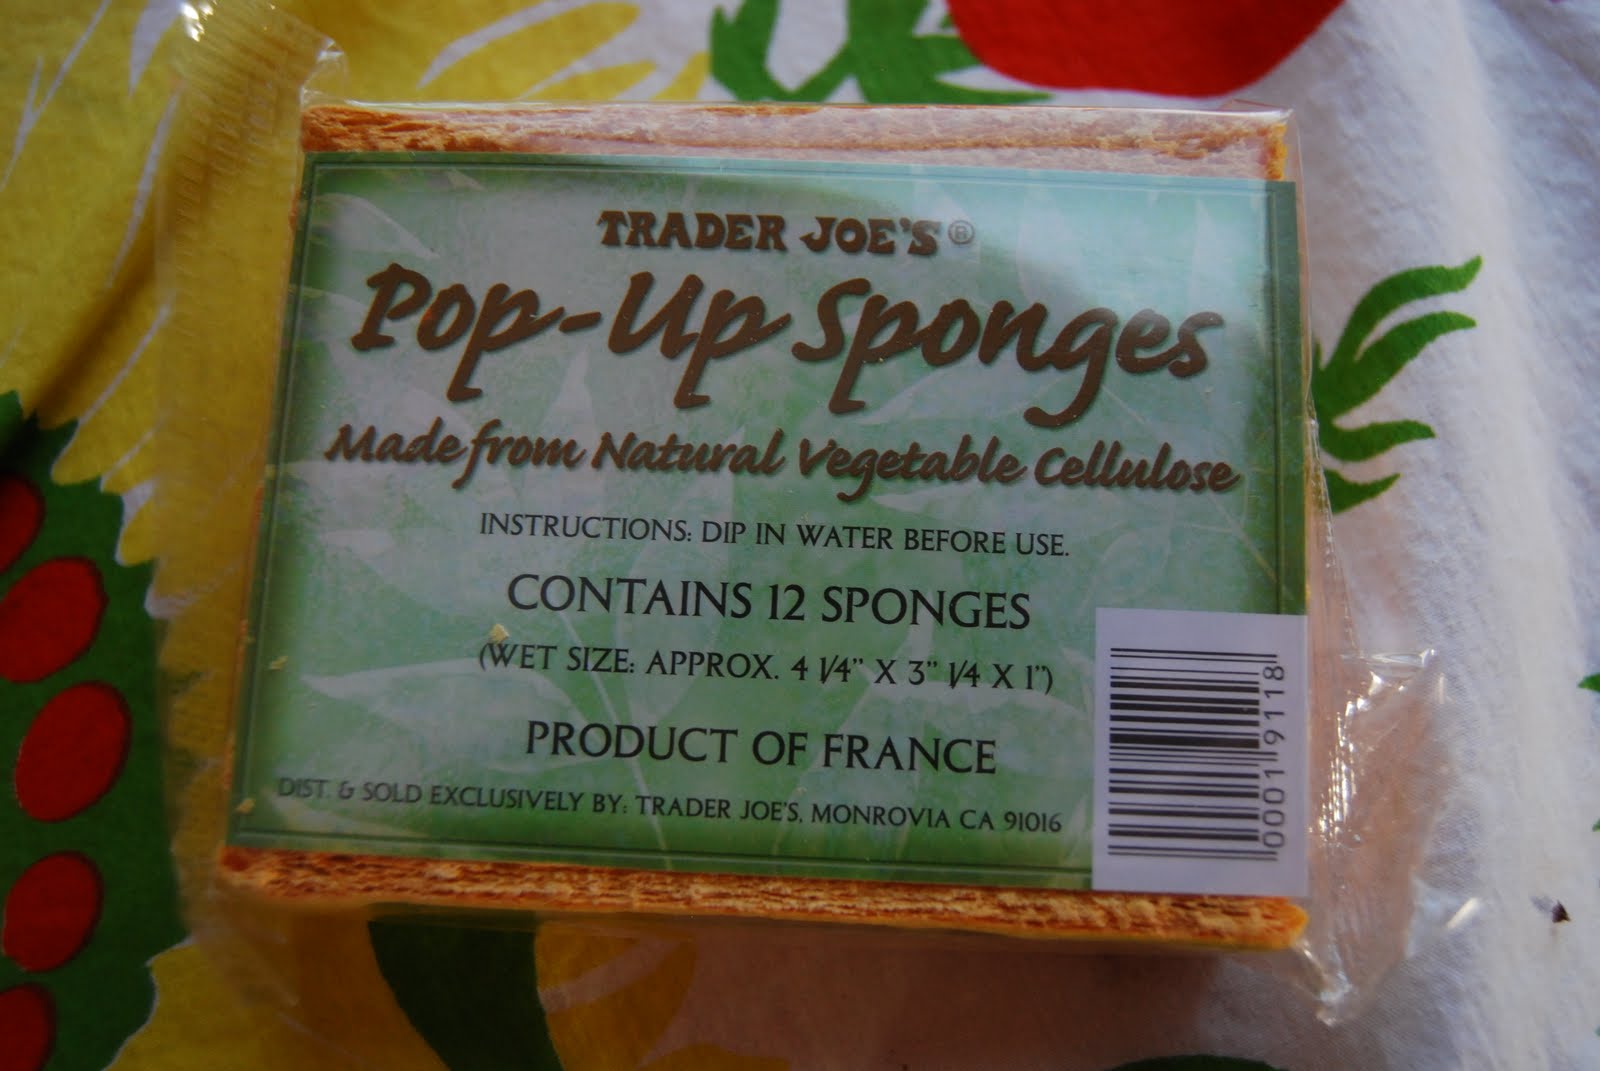 TRADER JOE'S®
Pop-Up Sponges
Made from Natural Vegetable Cellulose
INSTRUCTIONS: DIP IN WATER BEFORE USE.
CONTAINS 12 SPONGES
(WET SIZE: APPROX. 4 1/4" X 3" 1/4 X 1")
PRODUCT OF FRANCE
DIST. & SOLD EXCLUSIVELY BY: TRADER JOE'S, MONROVIA CA 91016
00019118